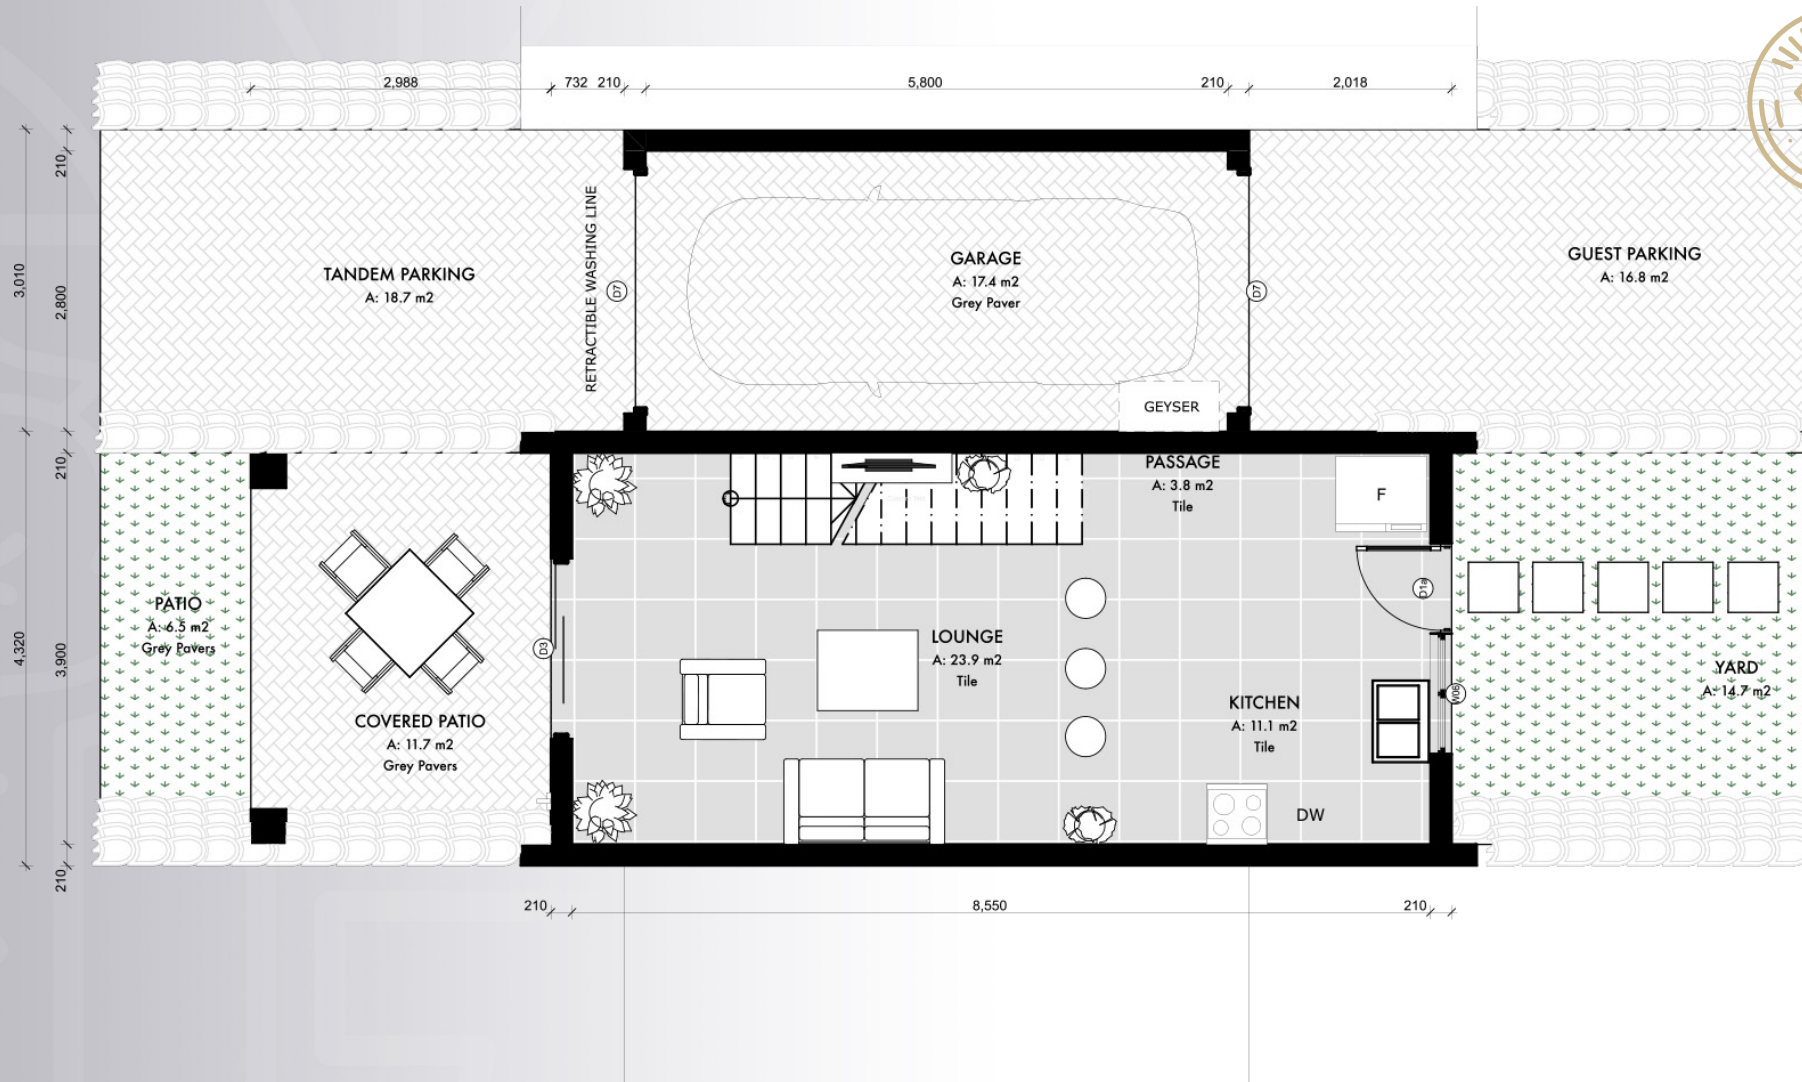 2,988
732
210
5,800
210
2,018
210
3,010
2,800
210
4,320
3,900
210
TANDEM PARKING
A: 18.7 m2
RETRACTIBLE WASHING LINE
D7
GARAGE
A: 17.4 m2
Grey Paver
D7
GUEST PARKING
A: 16.8 m2
GEYSER
PASSAGE
A: 3.8 m2
Tile
F
D1a
PATIO
A: 6.5 m2
Grey Pavers
D3
LOUNGE
A: 23.9 m2
Tile
COVERED PATIO
A: 11.7 m2
Grey Pavers
KITCHEN
A: 11.1 m2
Tile
W06
YARD
A: 14.7 m2
DW
210
8,550
210